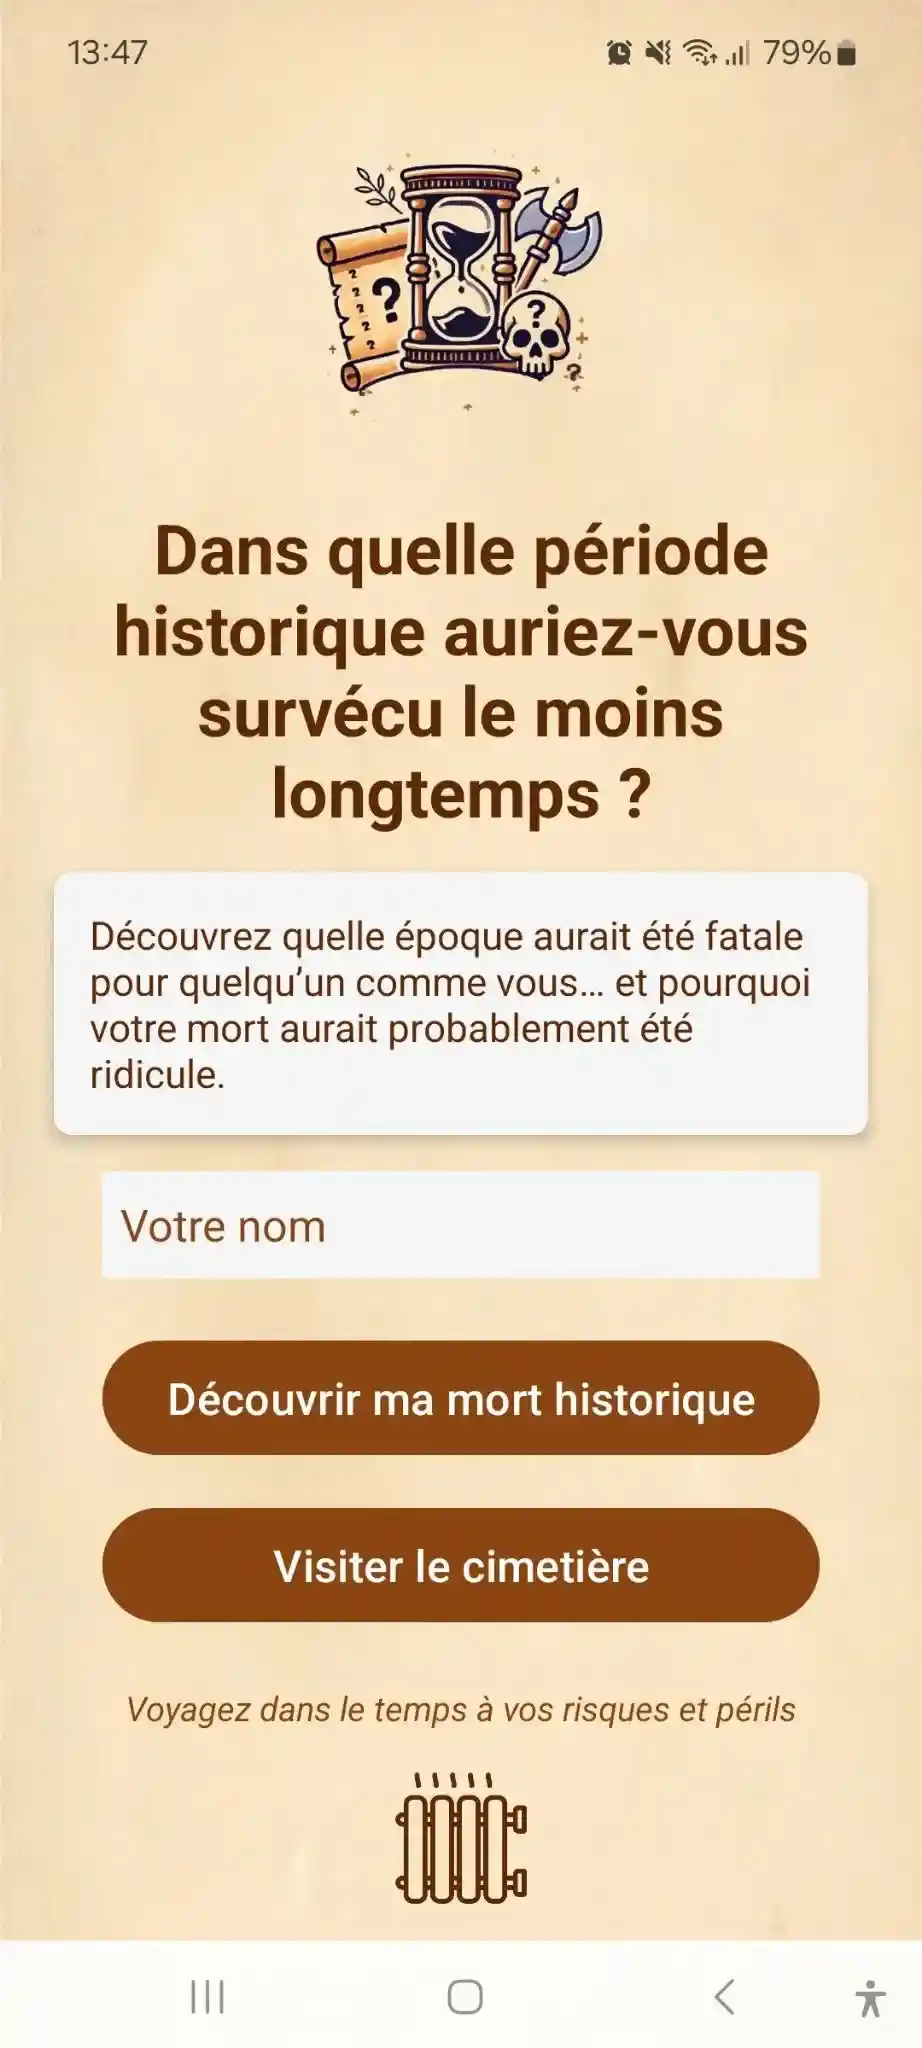 13:47
79%
?
?
?
?
?
?
?
?
Dans quelle période
historique auriez-vous
survécu le moins
longtemps ?
Découvrez quelle époque aurait été fatale
pour quelqu’un comme vous... et pourquoi
votre mort aurait probablement été
ridicule.
Votre nom
Découvrir ma mort historique
Visiter le cimetière
Voyagez dans le temps à vos risques et périls